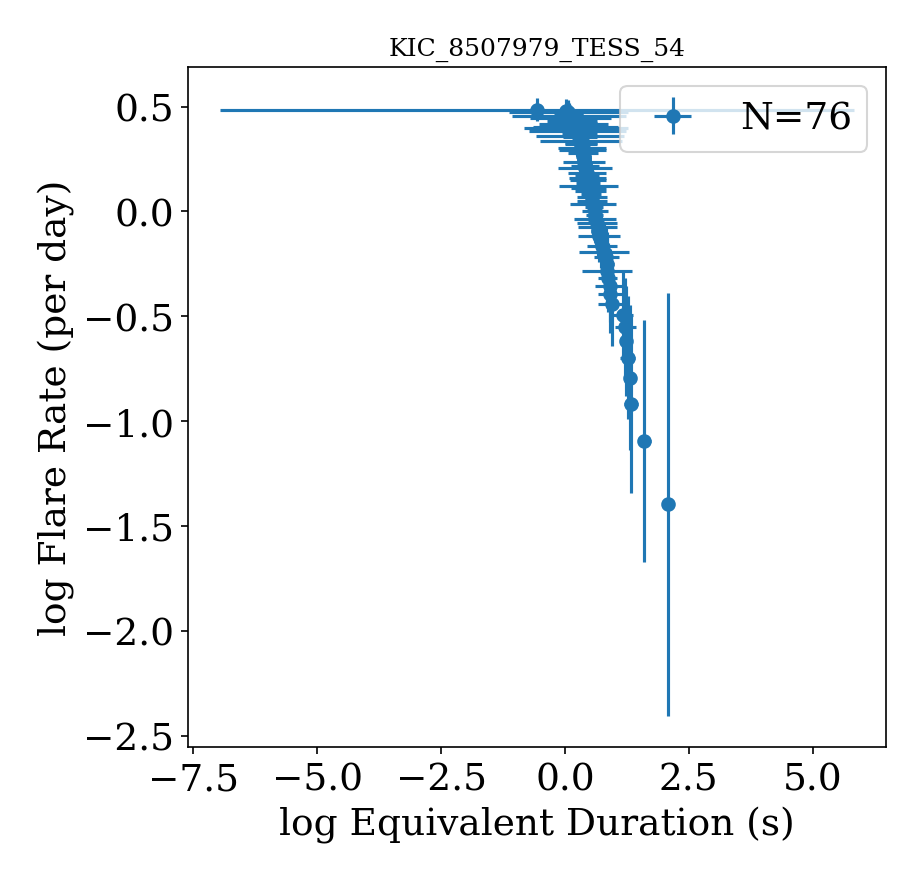 KIC_8507979_TESS_54
N=76
log Flare Rate (per day)
0.5
0.0
−0.5
−1.0
−1.5
−2.0
−2.5
−7.5 −5.0 −2.5 0.0 2.5 5.0
log Equivalent Duration (s)